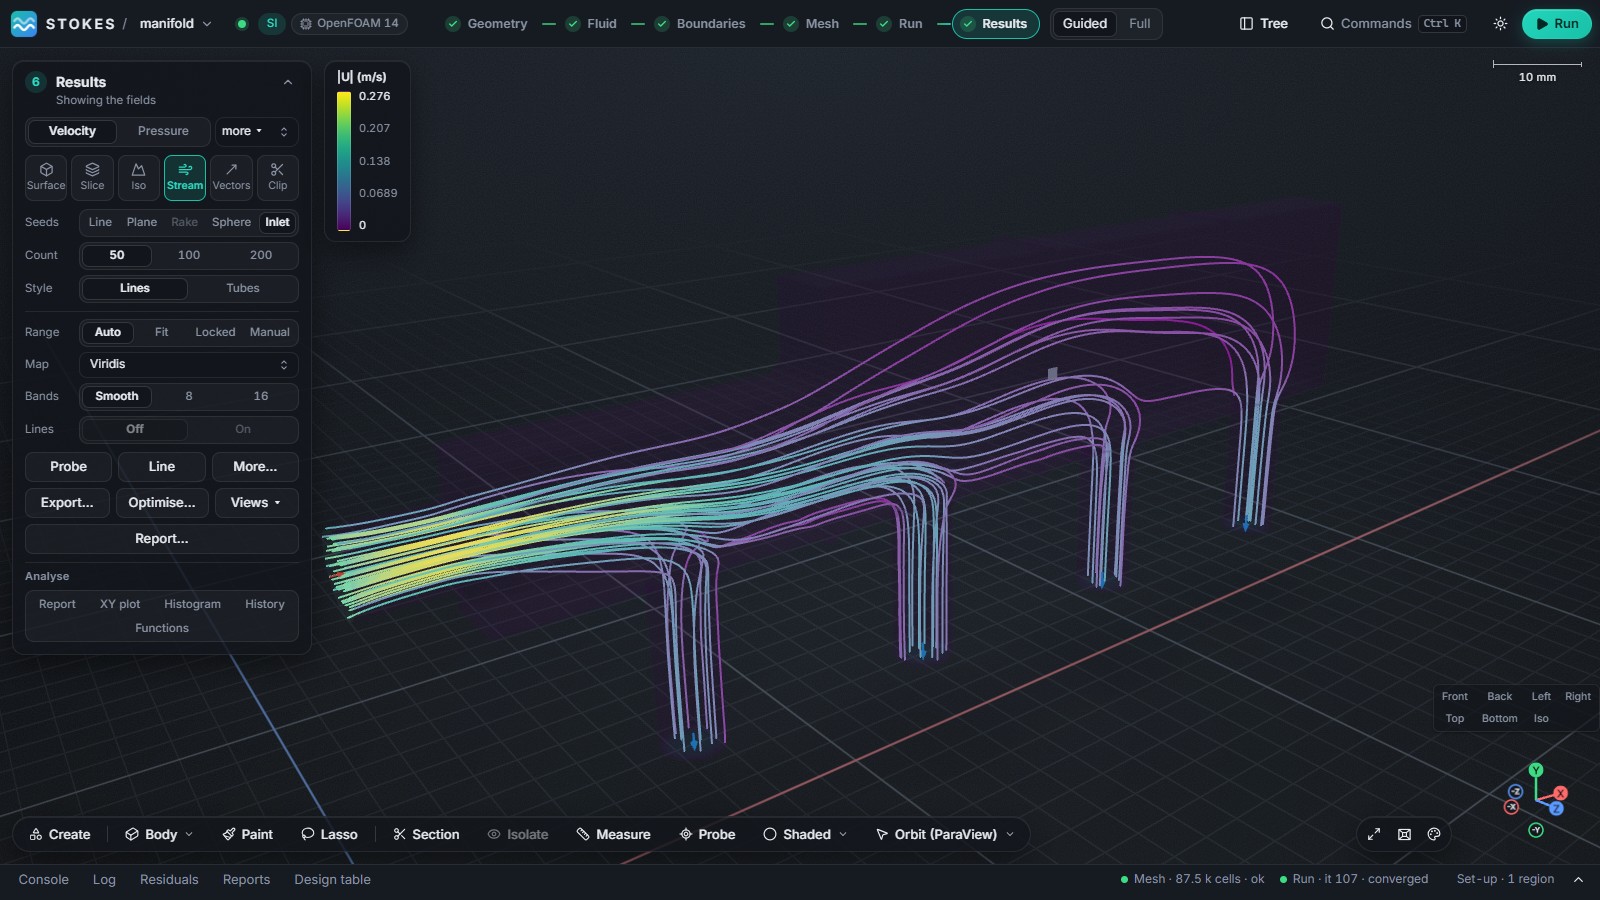 STOKES / manifold SI OpenFOAM 14 Geometry Fluid Boundaries Mesh Run Results Guided Full Tree Commands Ctrl K Run
6 Results
Showing the fields
Velocity Pressure more
Surface Slice Iso Stream Vectors Clip
Seeds Line Plane Rake Sphere Inlet
Count 50 100 200
Style Lines Tubes
Range Auto Fit Locked Manual
Map Viridis
Bands Smooth 8 16
Lines Off On
Probe Line More...
Export... Optimise... Views
Report...
Analyse
Report XY plot Histogram History
Functions
|U| (m/s)
0.276
0.207
0.138
0.0689
0
10 mm
Front Back Left Right
Top Bottom Iso
Y
-Z X
-X Z
-Y
Create Body Paint Lasso Section Isolate Measure Probe Shaded Orbit (ParaView)
Console Log Residuals Reports Design table Mesh · 87.5 k cells · ok Run · it 107 · converged Set-up · 1 region